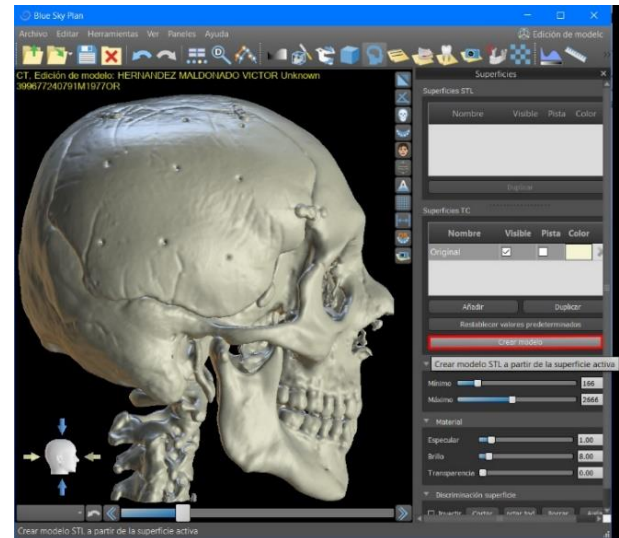 Blue Sky Plan
Archivo Editar Herramientas Ver Paneles Ayuda
Edición de modelo
CT, Edición de modelo: HERNANDEZ MALDONADO VICTOR Unknown
399677240791M1977OR
Superficies
Superficies STL
Nombre Visible Pista Color
Duplicar
Superficies TC
Nombre Visible Pista Color
Original
Añadir Duplicar
Restablecer valores predeterminados
Crear modelo
Crear modelo STL a partir de la superficie activa
Mínimo 166
Máximo 2666
Material
Especular 1.00
Brillo 8.00
Transparencia 0.00
Discriminación superficie
Invertir Cortar Borrar
Crear modelo STL a partir de la superficie activa